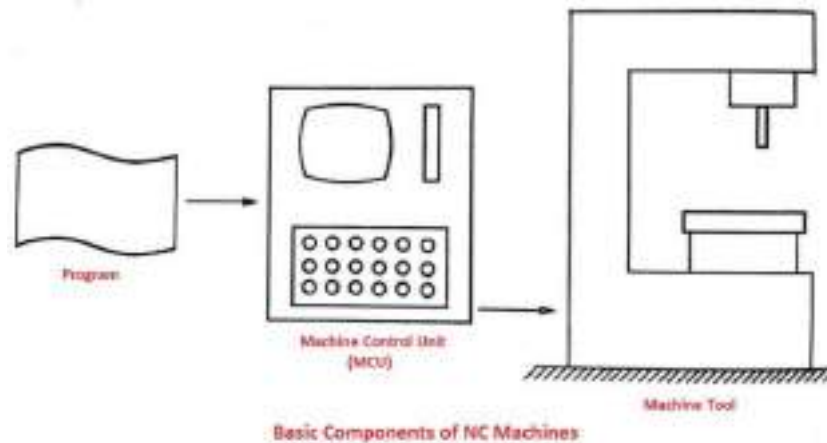 Program
Machine Control Unit
(MCU)
Machine Tool
Basic Components of NC Machines